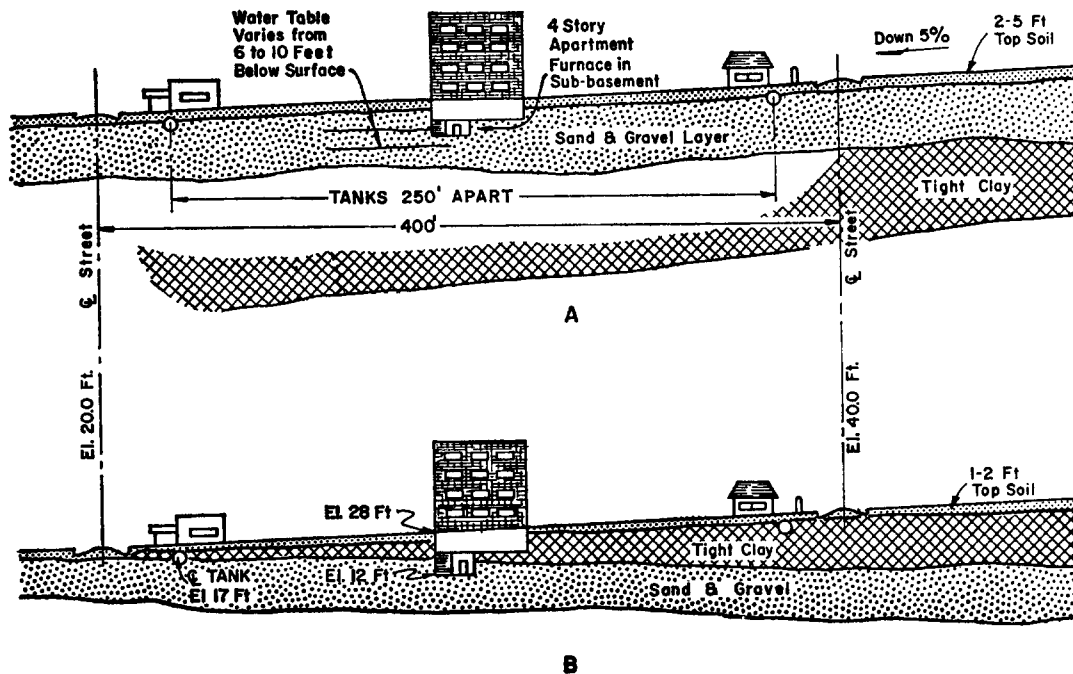 Water Table
Varies from
6 to 10 Feet
Below Surface
4 Story
Apartment
Furnace in
Sub-basement
Down 5%
2-5 Ft
Top Soil
Sand & Gravel Layer
Tight Clay
TANKS 250' APART
400'
℄ Street
℄ Street
A
El. 20.0 Ft.
El. 40.0 Ft.
El. 28 Ft
1-2 Ft
Top Soil
Tight Clay
El. 12 Ft
℄ TANK
El 17 Ft
Sand & Gravel
B